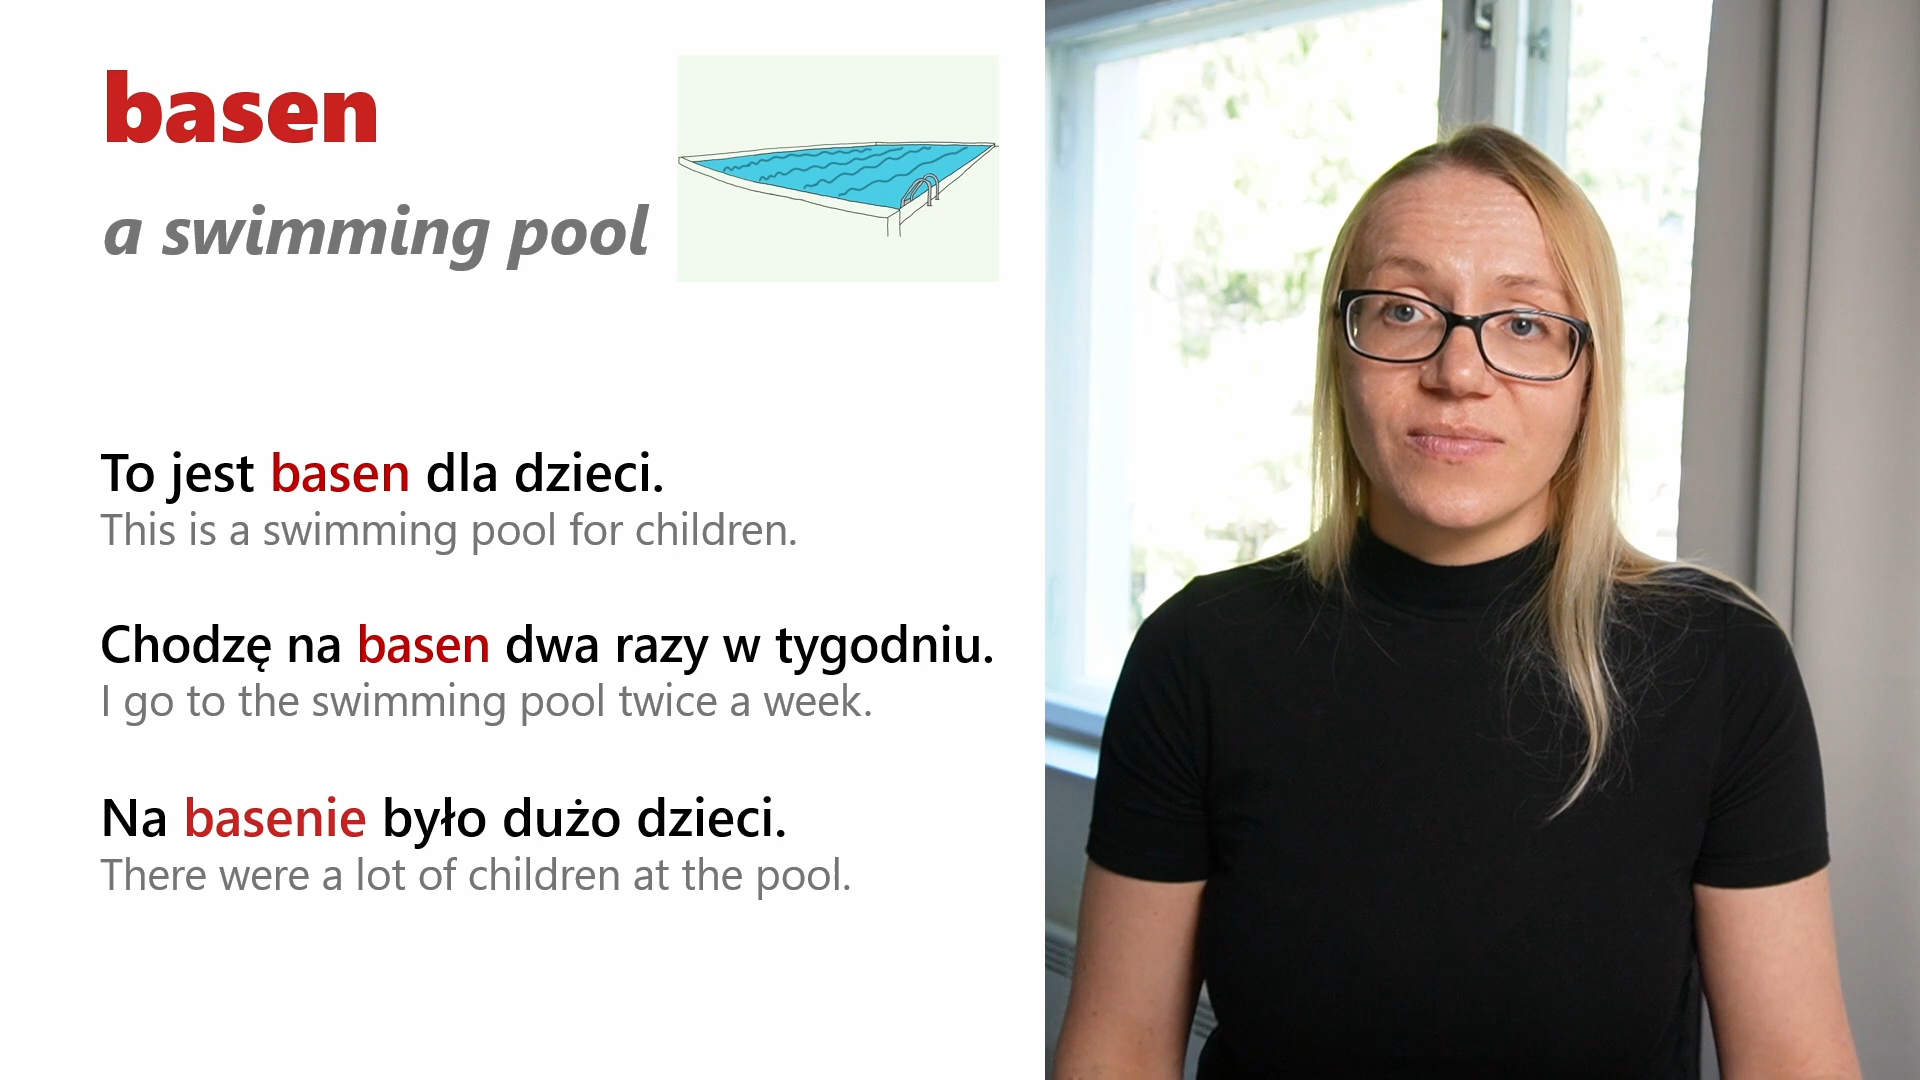 basen
a swimming pool
To jest basen dla dzieci.
This is a swimming pool for children.
Chodzę na basen dwa razy w tygodniu.
I go to the swimming pool twice a week.
Na basenie było dużo dzieci.
There were a lot of children at the pool.